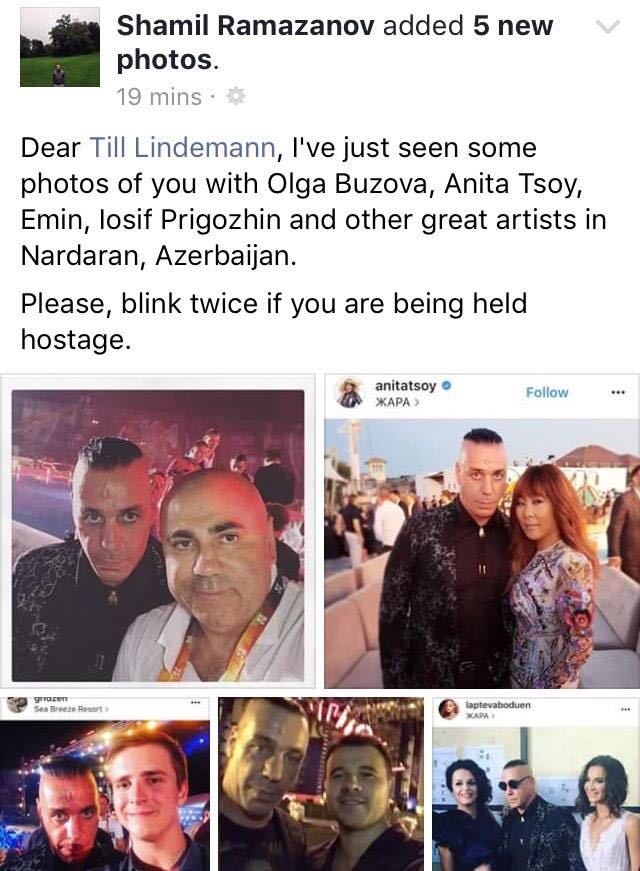 Shamil Ramazanov added 5 new
photos.
19 mins ·
Dear Till Lindemann, I've just seen some
photos of you with Olga Buzova, Anita Tsoy,
Emin, Iosif Prigozhin and other great artists in
Nardaran, Azerbaijan.
Please, blink twice if you are being held
hostage.
anitatsoy
ЖАРА >
Follow
Sea Breeze Resort >
laptevaboduen
ЖАРА >